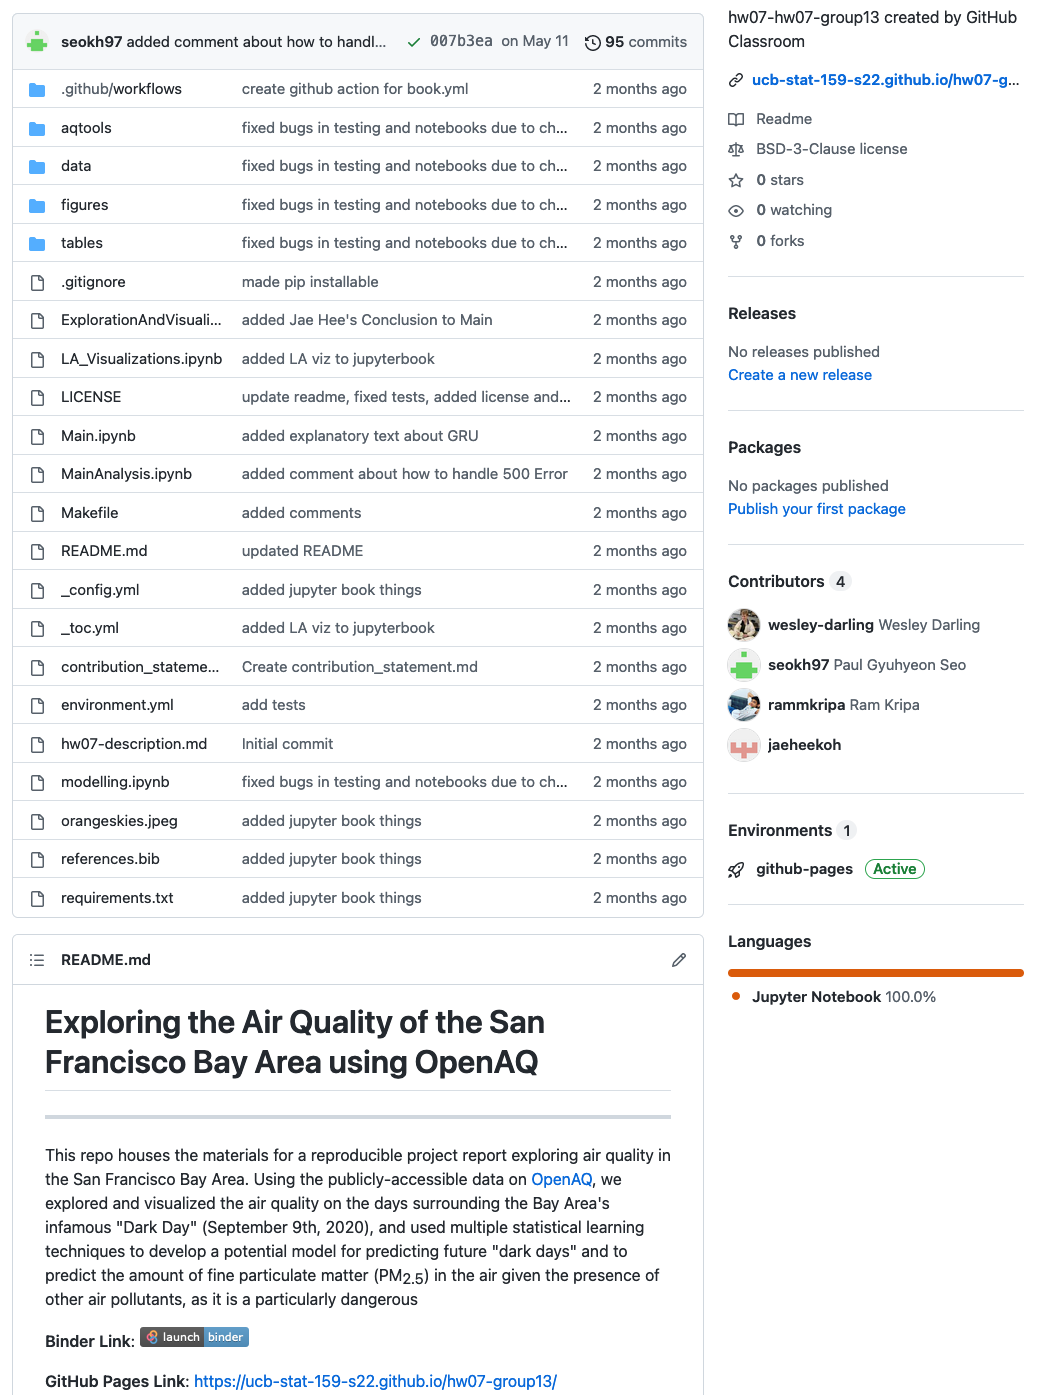 seokh97 added comment about how to handl... 007b3ea on May 11 95 commits
.github/workflows create github action for book.yml 2 months ago
aqtools fixed bugs in testing and notebooks due to ch... 2 months ago
data fixed bugs in testing and notebooks due to ch... 2 months ago
figures fixed bugs in testing and notebooks due to ch... 2 months ago
tables fixed bugs in testing and notebooks due to ch... 2 months ago
.gitignore made pip installable 2 months ago
ExplorationAndVisuali... added Jae Hee's Conclusion to Main 2 months ago
LA_Visualizations.ipynb added LA viz to jupyterbook 2 months ago
LICENSE update readme, fixed tests, added license and... 2 months ago
Main.ipynb added explanatory text about GRU 2 months ago
MainAnalysis.ipynb added comment about how to handle 500 Error 2 months ago
Makefile added comments 2 months ago
README.md updated README 2 months ago
_config.yml added jupyter book things 2 months ago
_toc.yml added LA viz to jupyterbook 2 months ago
contribution_stateme... Create contribution_statement.md 2 months ago
environment.yml add tests 2 months ago
hw07-description.md Initial commit 2 months ago
modelling.ipynb fixed bugs in testing and notebooks due to ch... 2 months ago
orangeskies.jpeg added jupyter book things 2 months ago
references.bib added jupyter book things 2 months ago
requirements.txt added jupyter book things 2 months ago
README.md
Exploring the Air Quality of the San
Francisco Bay Area using OpenAQ
This repo houses the materials for a reproducible project report exploring air quality in
the San Francisco Bay Area. Using the publicly-accessible data on OpenAQ, we
explored and visualized the air quality on the days surrounding the Bay Area's
infamous "Dark Day" (September 9th, 2020), and used multiple statistical learning
techniques to develop a potential model for predicting future "dark days" and to
predict the amount of fine particulate matter (PM2.5) in the air given the presence of
other air pollutants, as it is a particularly dangerous
Binder Link: launch binder
GitHub Pages Link: https://ucb-stat-159-s22.github.io/hw07-group13/
hw07-hw07-group13 created by GitHub
Classroom
ucb-stat-159-s22.github.io/hw07-g...
Readme
BSD-3-Clause license
0 stars
0 watching
0 forks
Releases
No releases published
Create a new release
Packages
No packages published
Publish your first package
Contributors 4
wesley-darling Wesley Darling
seokh97 Paul Gyuhyeon Seo
rammkripa Ram Kripa
jaeheekoh
Environments 1
github-pages Active
Languages
Jupyter Notebook 100.0%